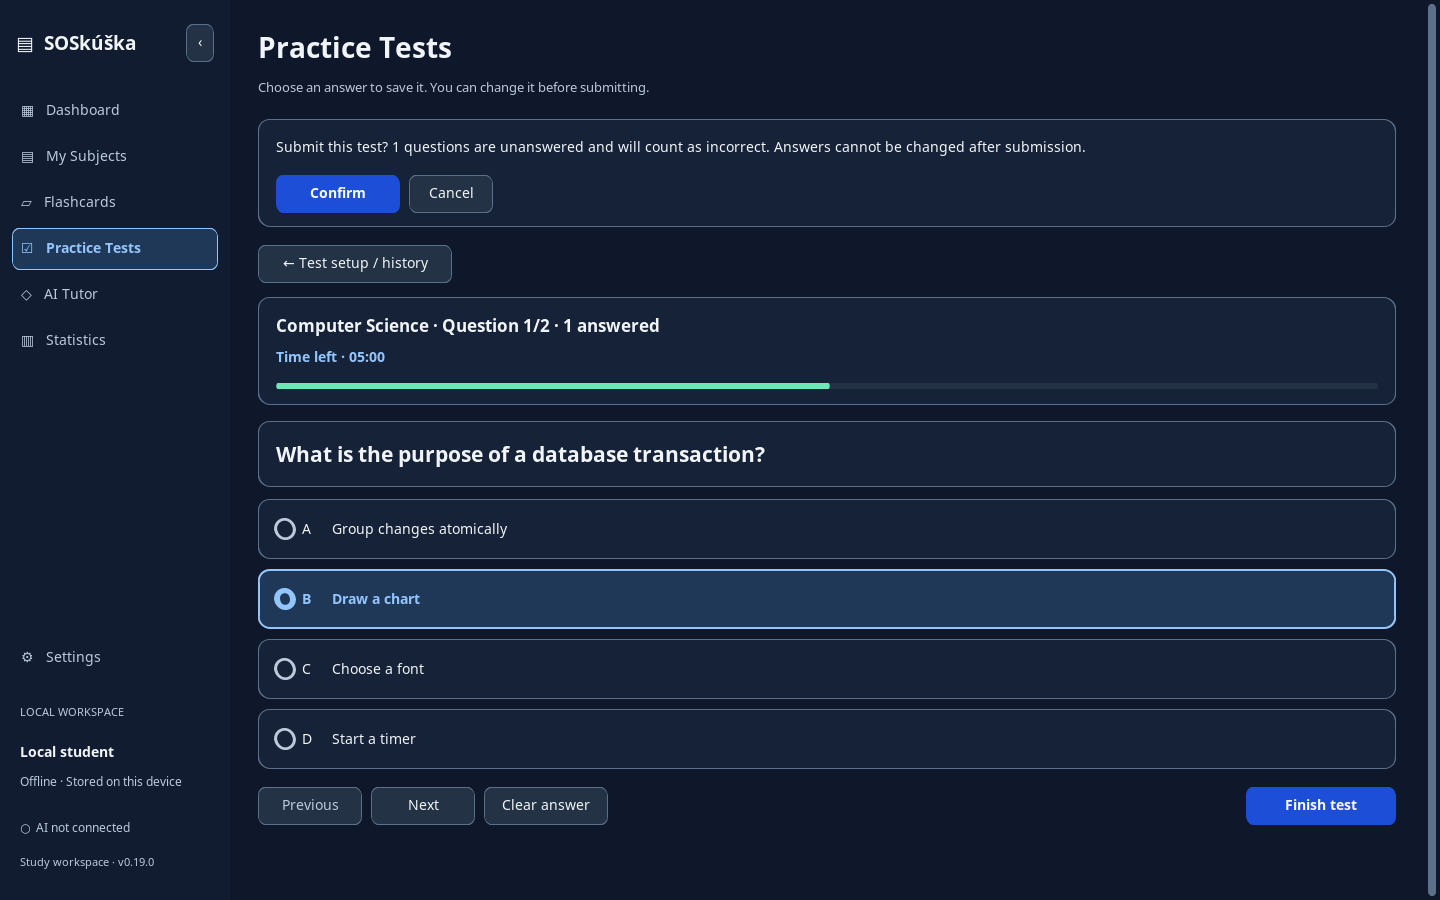 SOSkúška
‹
Dashboard
My Subjects
Flashcards
Practice Tests
AI Tutor
Statistics
Settings
LOCAL WORKSPACE
Local student
Offline · Stored on this device
AI not connected
Study workspace · v0.19.0
Practice Tests
Choose an answer to save it. You can change it before submitting.
Submit this test? 1 questions are unanswered and will count as incorrect. Answers cannot be changed after submission.
Confirm Cancel
← Test setup / history
Computer Science · Question 1/2 · 1 answered
Time left · 05:00
What is the purpose of a database transaction?
A Group changes atomically
B Draw a chart
C Choose a font
D Start a timer
Previous Next Clear answer Finish test